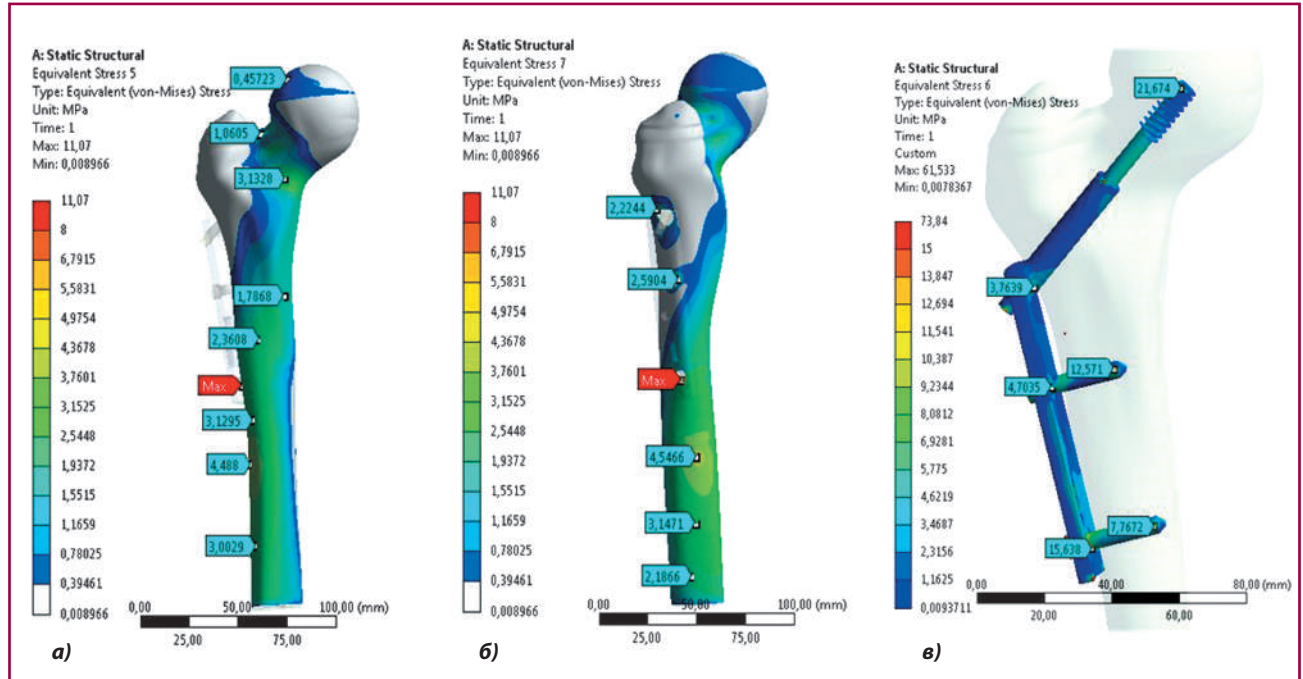 A: Static Structural
Equivalent Stress 5
Type: Equivalent (von-Mises) Stress
Unit: MPa
Time: 1
Max: 11,07
Min: 0,008966
11,07
8
6,7915
5,5831
4,9754
4,3678
3,7601
3,1525
2,5448
1,9372
1,5515
1,1659
0,78025
0,39461
0,008966
0,45723
1,0605
3,1328
1,7868
2,3608
Max
3,1295
4,488
3,0029
0,00 50,00 100,00 (mm)
25,00 75,00
а)
A: Static Structural
Equivalent Stress 7
Type: Equivalent (von-Mises) Stress
Unit: MPa
Time: 1
Max: 11,07
Min: 0,008966
11,07
8
6,7915
5,5831
4,9754
4,3678
3,7601
3,1525
2,5448
1,9372
1,5515
1,1659
0,78025
0,39461
0,008966
2,2244
2,5904
Max
4,5466
3,1471
2,1866
0,00 50,00 100,00 (mm)
25,00 75,00
б)
A: Static Structural
Equivalent Stress 6
Type: Equivalent (von-Mises) Stress
Unit: MPa
Time: 1
Custom
Max: 61,533
Min: 0,0078367
73,84
15
13,847
12,694
11,541
10,387
9,2344
8,0812
6,9281
5,775
4,6219
3,4687
2,3156
1,1625
0,0093711
21,674
3,7639
12,571
4,7035
7,7672
15,638
0,00 40,00 80,00 (mm)
20,00 60,00
в)